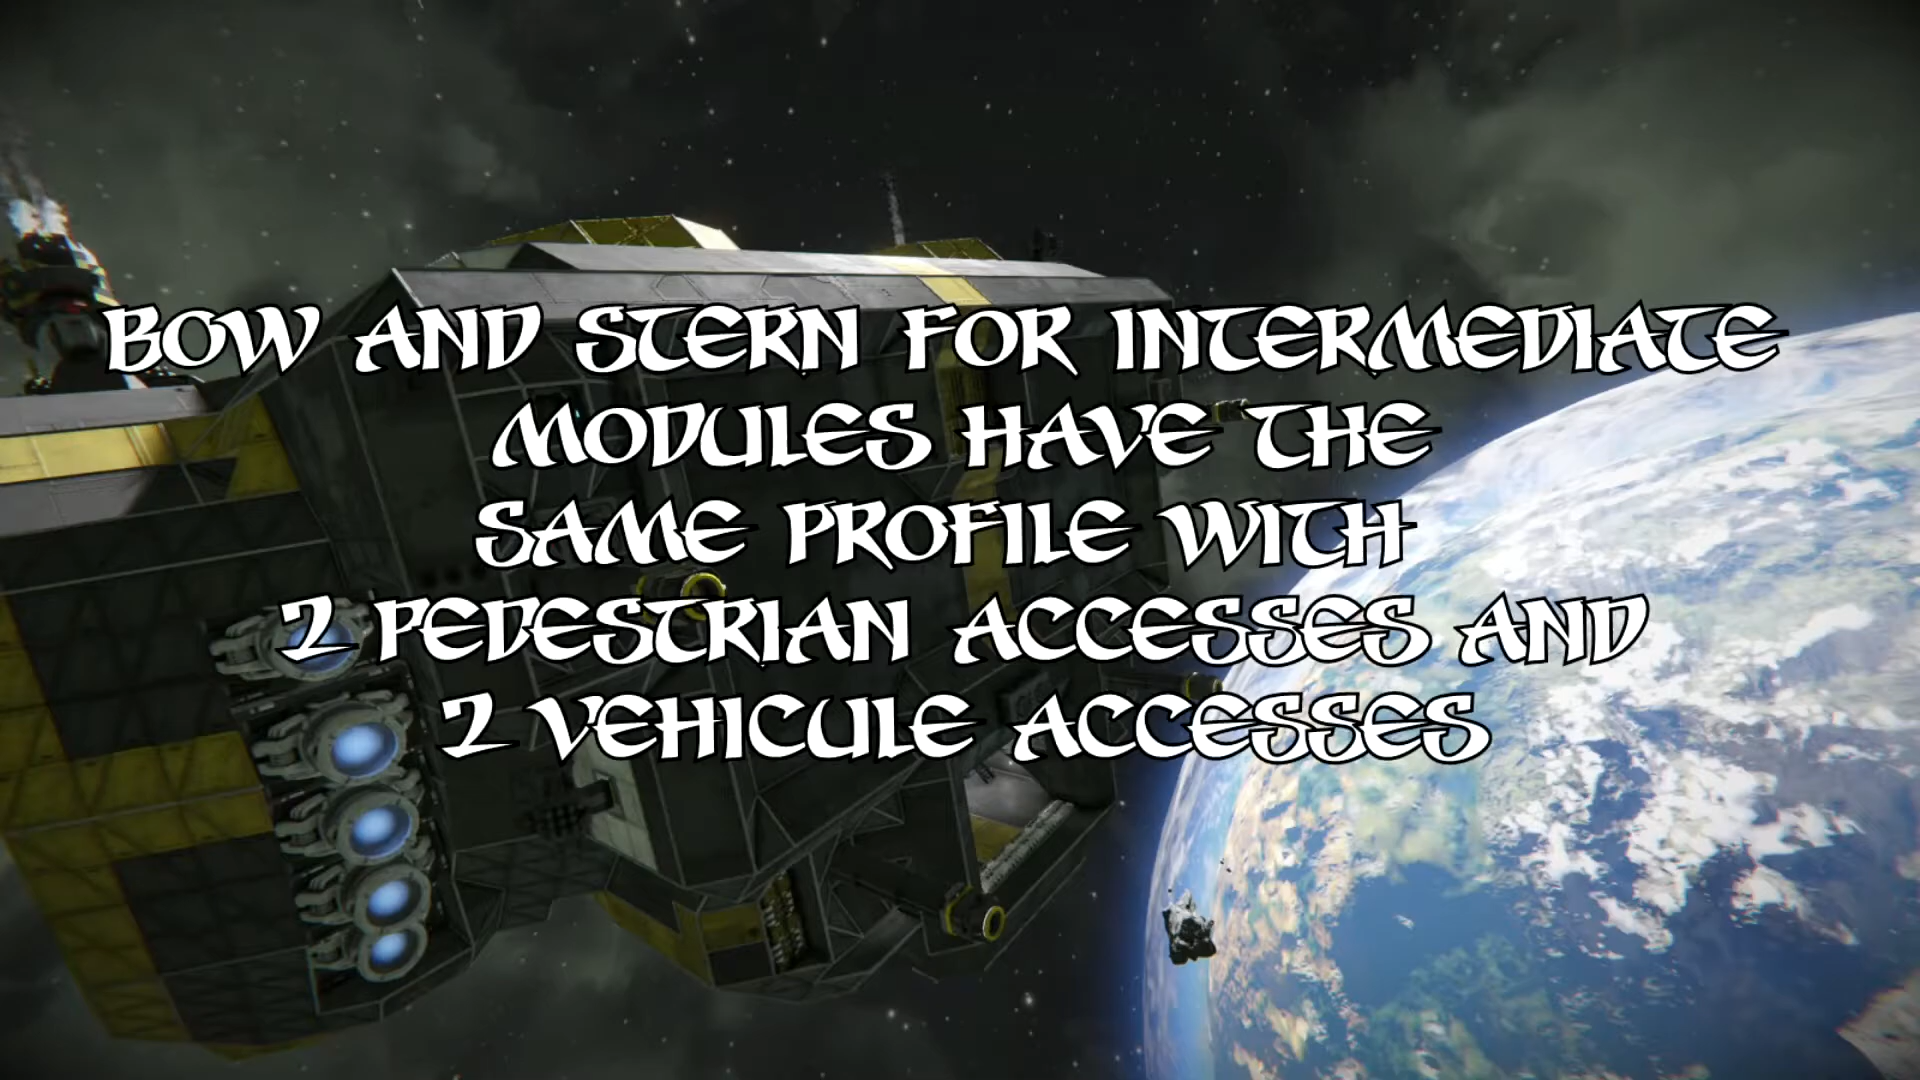 BOW AND STERN FOR INTERMEDIATE
MODULES HAVE THE
SAME PROFILE WITH
2 PEDESTRIAN ACCESSES AND
2 VEHICULE ACCESSES